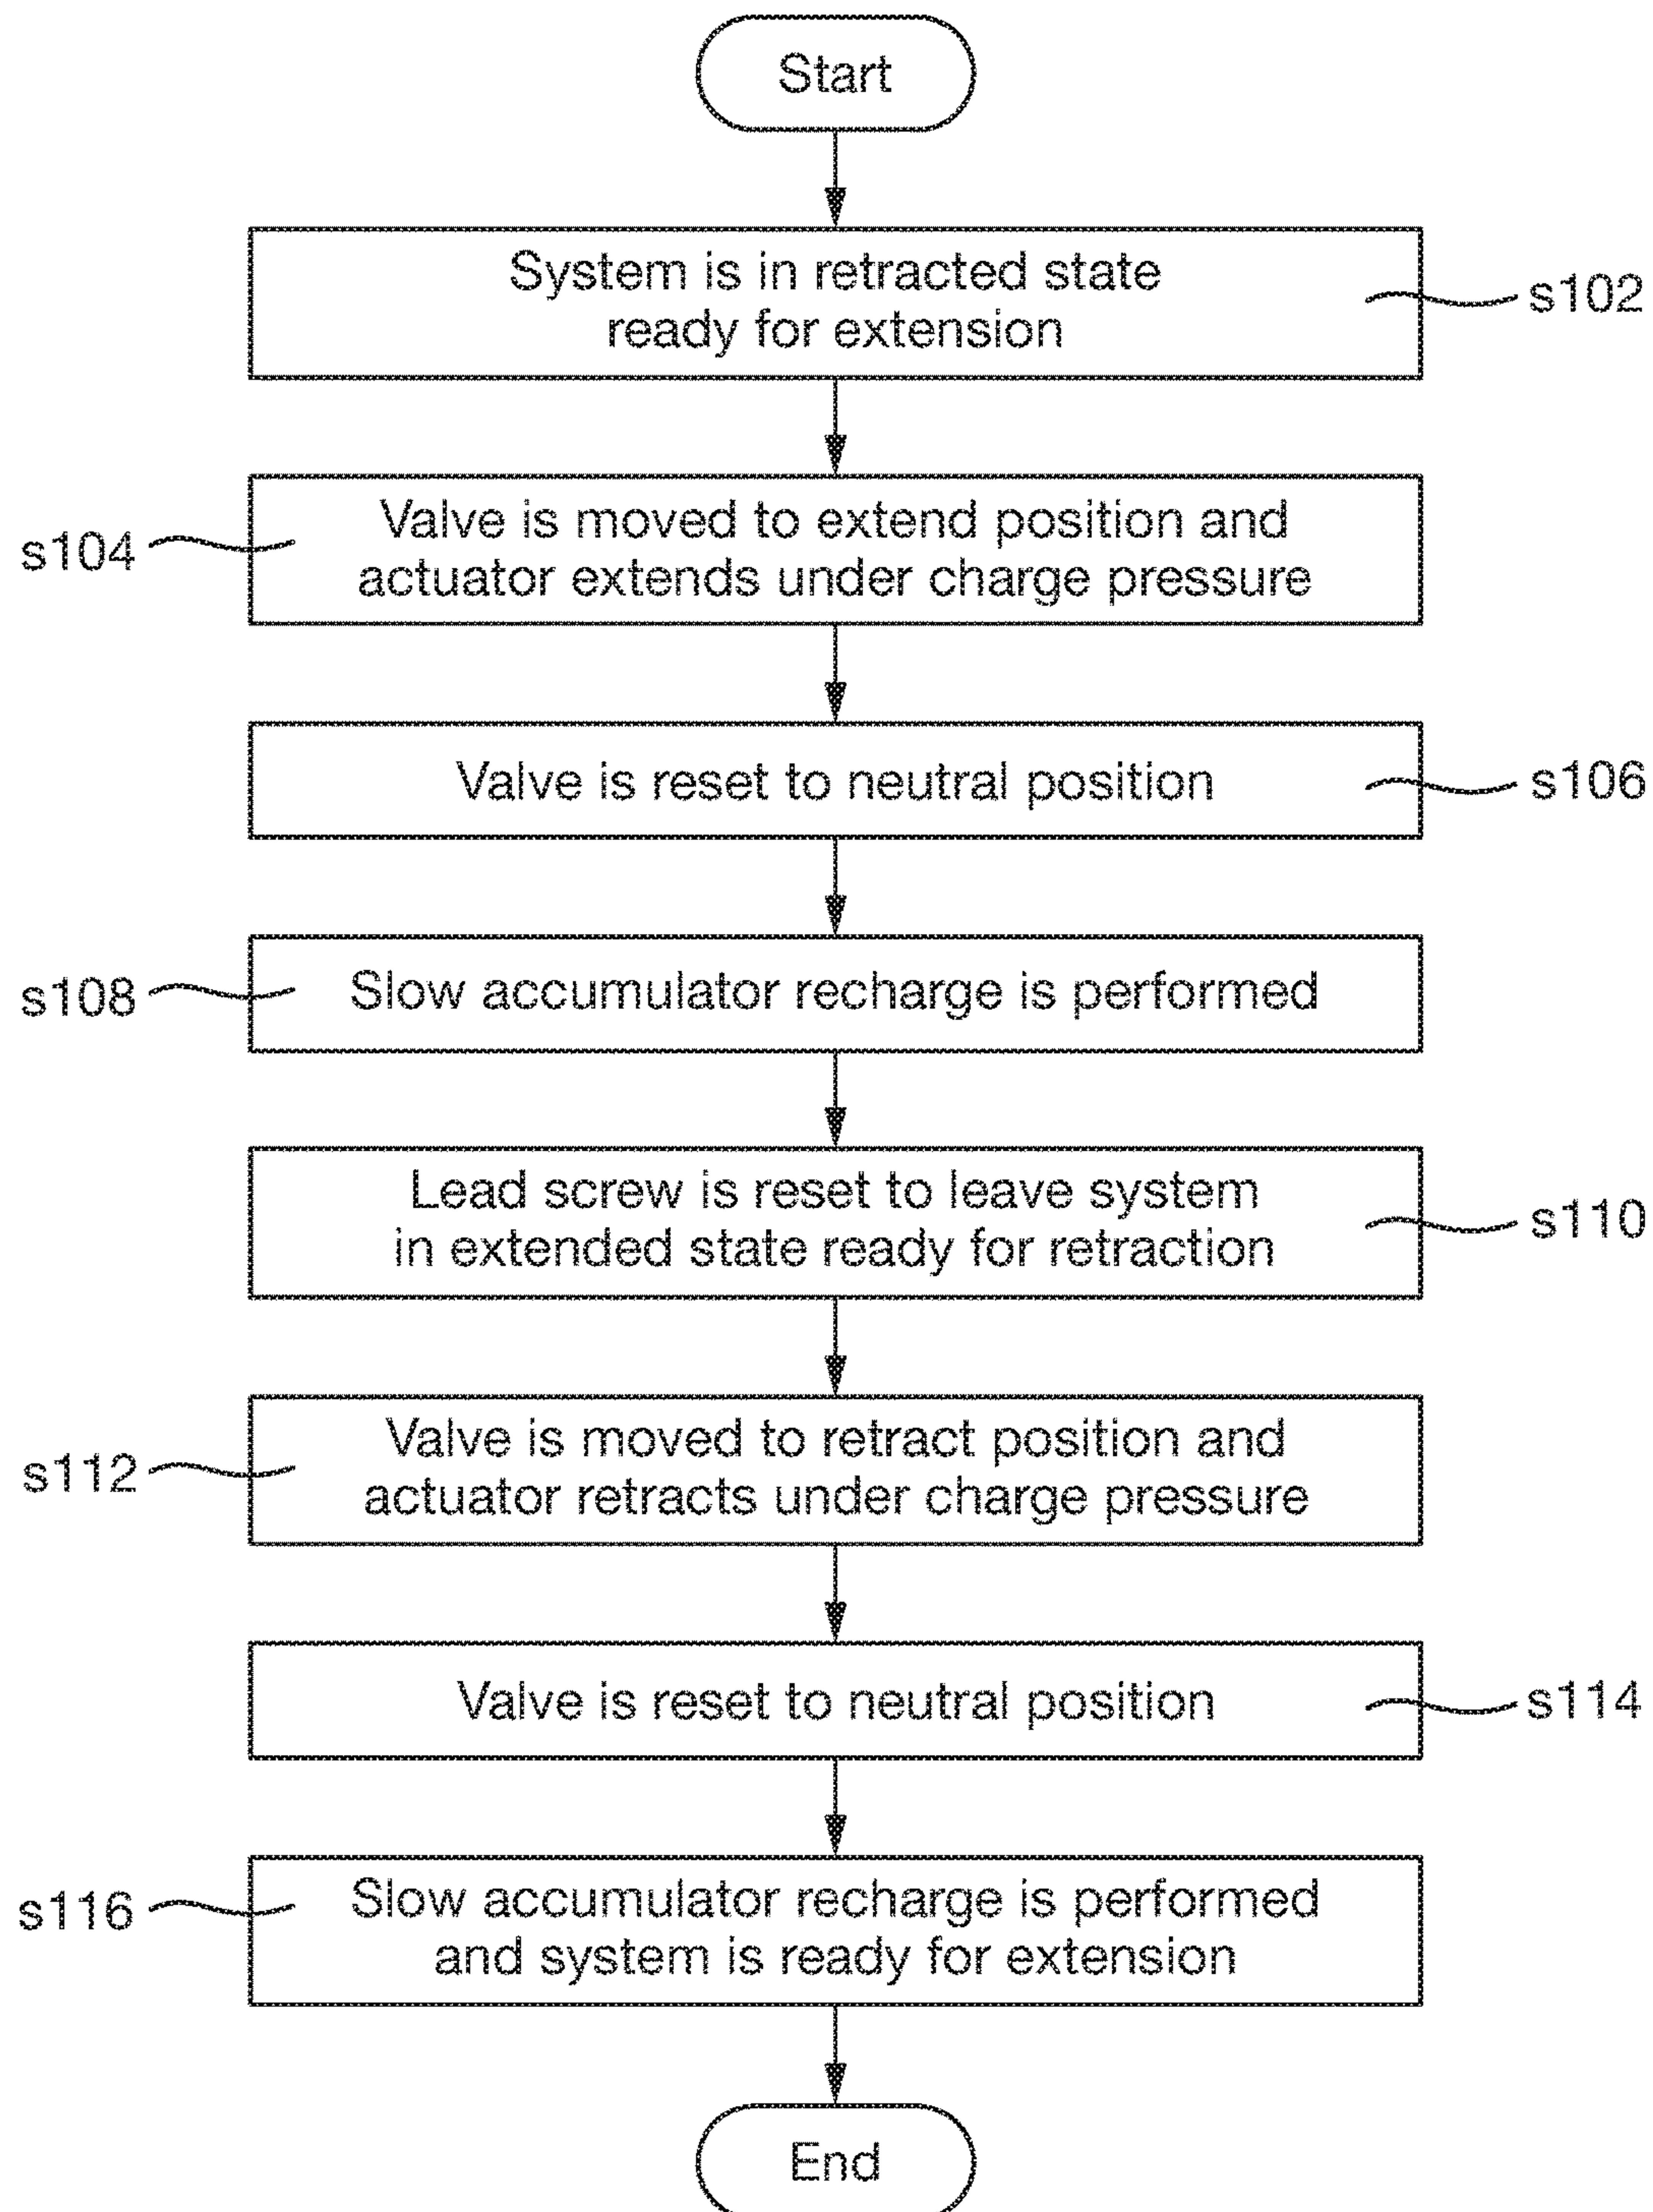 Start
System is in retracted state
ready for extension
s102
Valve is moved to extend position and
actuator extends under charge pressure
s104
Valve is reset to neutral position
s106
Slow accumulator recharge is performed
s108
Lead screw is reset to leave system
in extended state ready for retraction
s110
Valve is moved to retract position and
actuator retracts under charge pressure
s112
Valve is reset to neutral position
s114
Slow accumulator recharge is performed
and system is ready for extension
s116
End